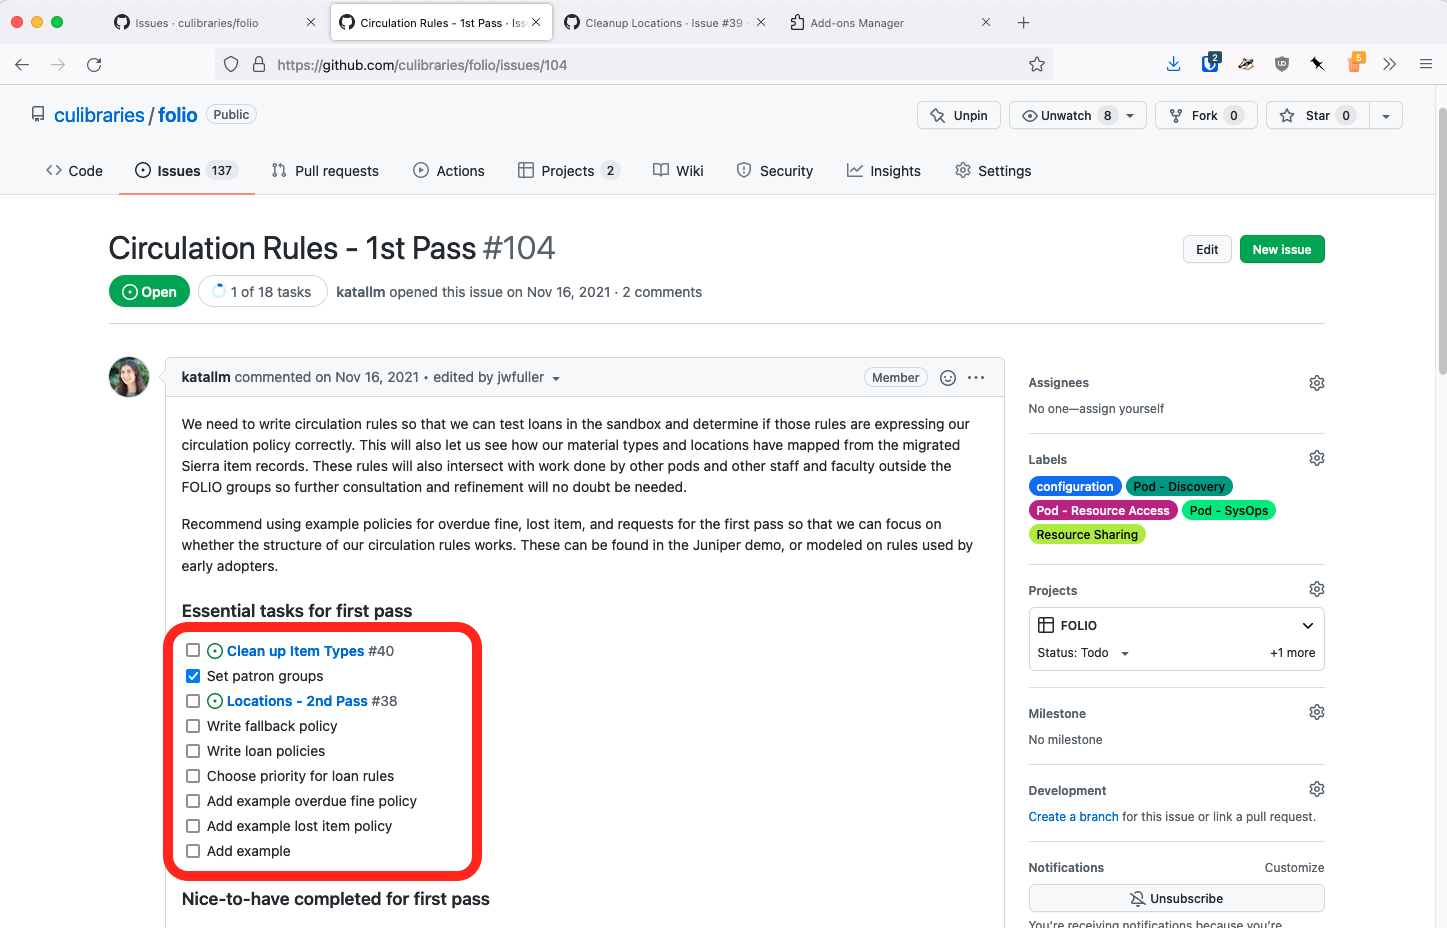 Issues · culibraries/folio
Circulation Rules - 1st Pass · Iss
Cleanup Locations · Issue #39 ·
Add-ons Manager
https://github.com/culibraries/folio/issues/104
2
5
culibraries / folio Public
Unpin
Unwatch 8
Fork 0
Star 0
Code
Issues 137
Pull requests
Actions
Projects 2
Wiki
Security
Insights
Settings
Circulation Rules - 1st Pass #104
Edit
New issue
Open
1 of 18 tasks
katallm opened this issue on Nov 16, 2021 · 2 comments
katallm commented on Nov 16, 2021 • edited by jwfuller
Member
We need to write circulation rules so that we can test loans in the sandbox and determine if those rules are expressing our
circulation policy correctly. This will also let us see how our material types and locations have mapped from the migrated
Sierra item records. These rules will also intersect with work done by other pods and other staff and faculty outside the
FOLIO groups so further consultation and refinement will no doubt be needed.
Recommend using example policies for overdue fine, lost item, and requests for the first pass so that we can focus on
whether the structure of our circulation rules works. These can be found in the Juniper demo, or modeled on rules used by
early adopters.
Essential tasks for first pass
Clean up Item Types #40
Set patron groups
Locations - 2nd Pass #38
Write fallback policy
Write loan policies
Choose priority for loan rules
Add example overdue fine policy
Add example lost item policy
Add example
Nice-to-have completed for first pass
Assignees
No one—assign yourself
Labels
configuration
Pod - Discovery
Pod - Resource Access
Pod - SysOps
Resource Sharing
Projects
FOLIO
Status: Todo
+1 more
Milestone
No milestone
Development
Create a branch for this issue or link a pull request.
Notifications
Customize
Unsubscribe
You're receiving notifications because you're